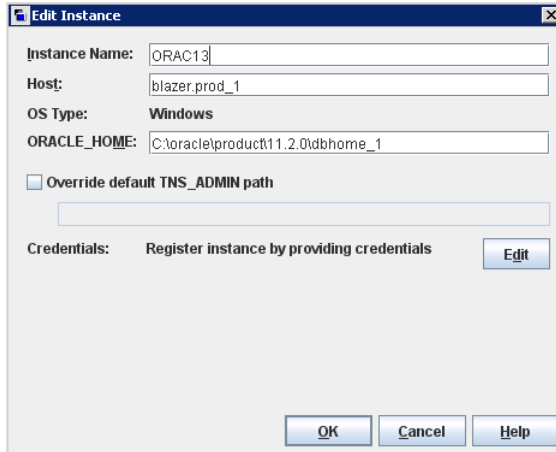 Edit Instance
Instance Name: ORAC13
Host: blazer.prod_1
OS Type: Windows
ORACLE_HOME: C:\oracle\product\11.2.0\dbhome_1
Override default TNS_ADMIN path
Credentials: Register instance by providing credentials Edit
OK Cancel Help